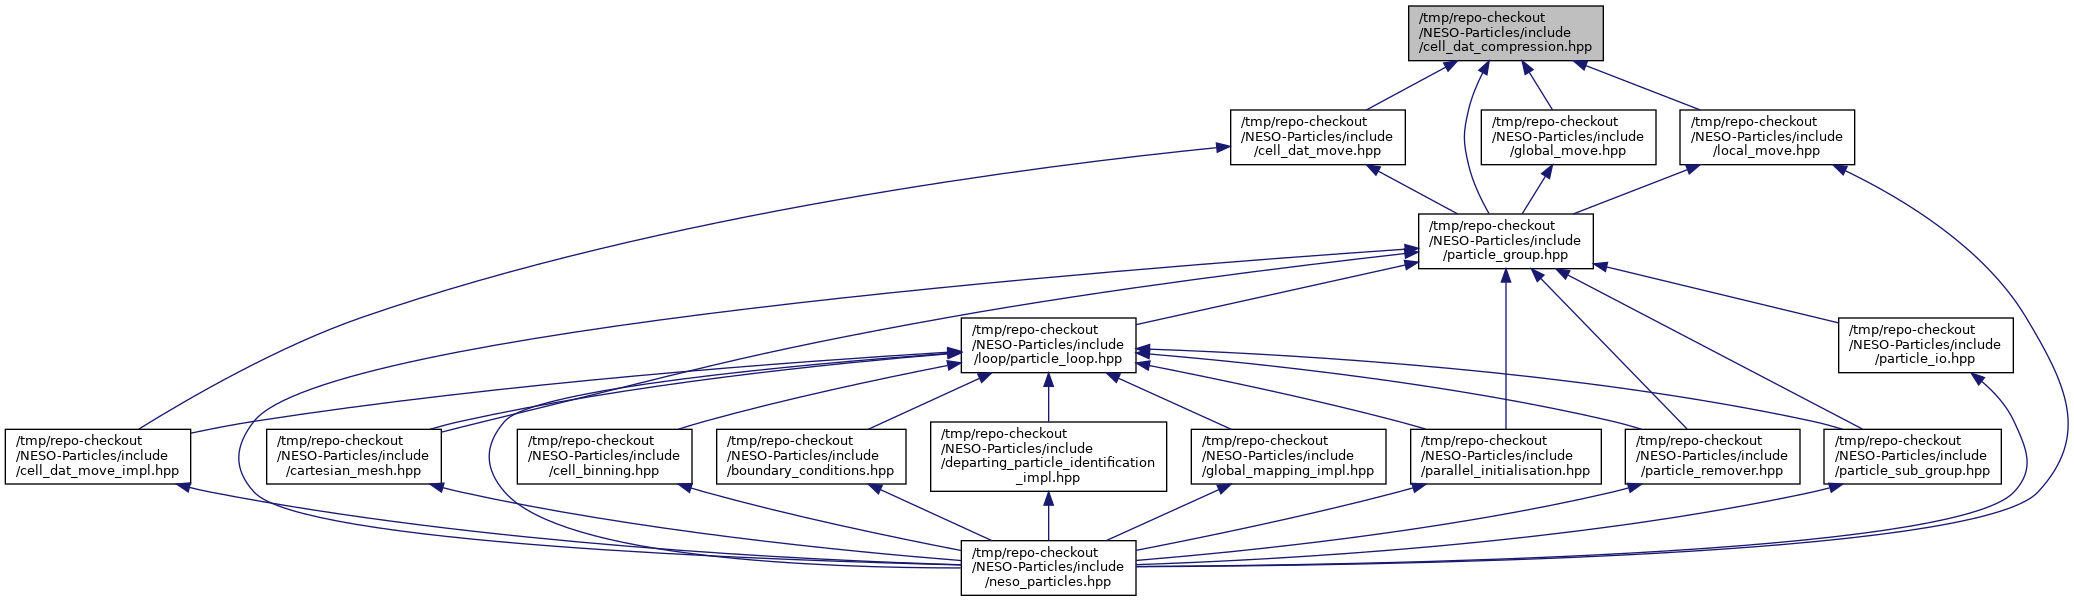 /tmp/repo-checkout
/NESO-Particles/include
/cell_dat_compression.hpp
/tmp/repo-checkout
/NESO-Particles/include
/cell_dat_move.hpp
/tmp/repo-checkout
/NESO-Particles/include
/global_move.hpp
/tmp/repo-checkout
/NESO-Particles/include
/local_move.hpp
/tmp/repo-checkout
/NESO-Particles/include
/particle_group.hpp
/tmp/repo-checkout
/NESO-Particles/include
/loop/particle_loop.hpp
/tmp/repo-checkout
/NESO-Particles/include
/particle_io.hpp
/tmp/repo-checkout
/NESO-Particles/include
/cell_dat_move_impl.hpp
/tmp/repo-checkout
/NESO-Particles/include
/cartesian_mesh.hpp
/tmp/repo-checkout
/NESO-Particles/include
/cell_binning.hpp
/tmp/repo-checkout
/NESO-Particles/include
/boundary_conditions.hpp
/tmp/repo-checkout
/NESO-Particles/include
/departing_particle_identification
_impl.hpp
/tmp/repo-checkout
/NESO-Particles/include
/global_mapping_impl.hpp
/tmp/repo-checkout
/NESO-Particles/include
/parallel_initialisation.hpp
/tmp/repo-checkout
/NESO-Particles/include
/particle_remover.hpp
/tmp/repo-checkout
/NESO-Particles/include
/particle_sub_group.hpp
/tmp/repo-checkout
/NESO-Particles/include
/neso_particles.hpp